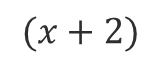 (x + 2)